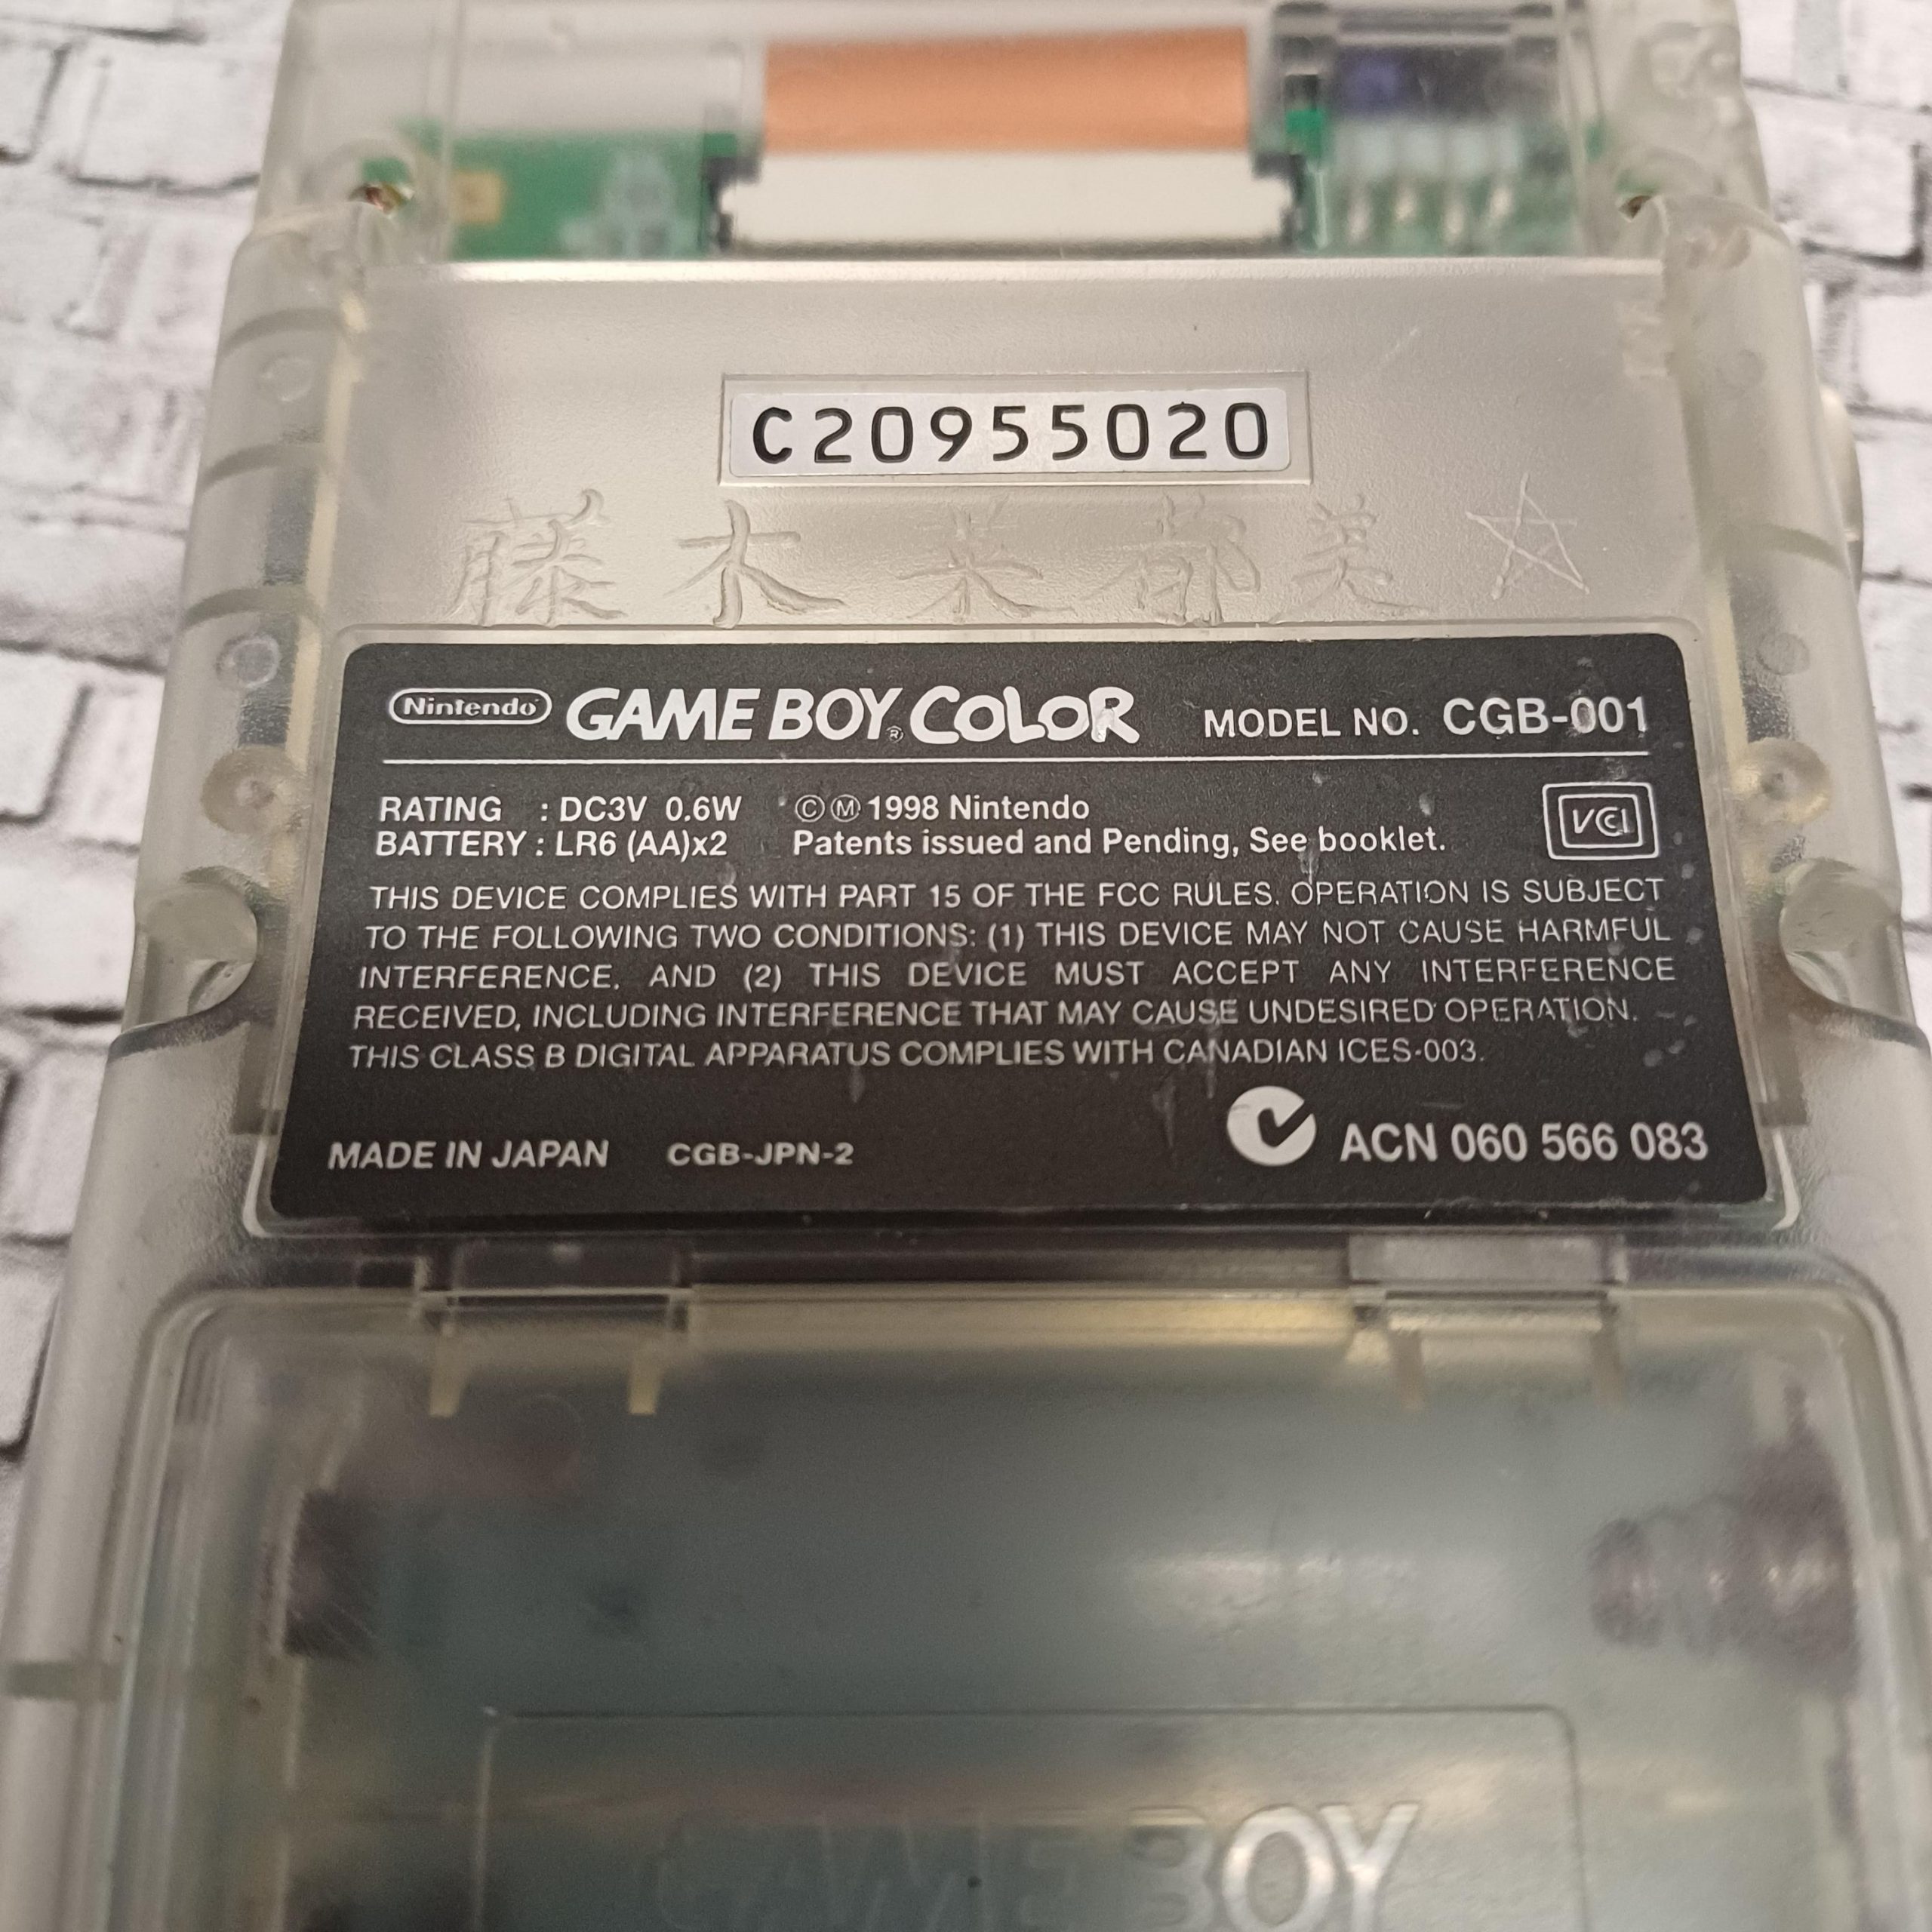 C20955020
藤木美都美☆
Nintendo GAME BOY® COLOR MODEL NO. CGB-001
RATING : DC3V 0.6W ©Ⓜ1998 Nintendo
BATTERY : LR6 (AA)x2 Patents issued and Pending, See booklet.
VCI
THIS DEVICE COMPLIES WITH PART 15 OF THE FCC RULES. OPERATION IS SUBJECT
TO THE FOLLOWING TWO CONDITIONS: (1) THIS DEVICE MAY NOT CAUSE HARMFUL
INTERFERENCE, AND (2) THIS DEVICE MUST ACCEPT ANY INTERFERENCE
RECEIVED, INCLUDING INTERFERENCE THAT MAY CAUSE UNDESIRED OPERATION.
THIS CLASS B DIGITAL APPARATUS COMPLIES WITH CANADIAN ICES-003.
MADE IN JAPAN CGB-JPN-2 ACN 060 566 083
GAME BOY